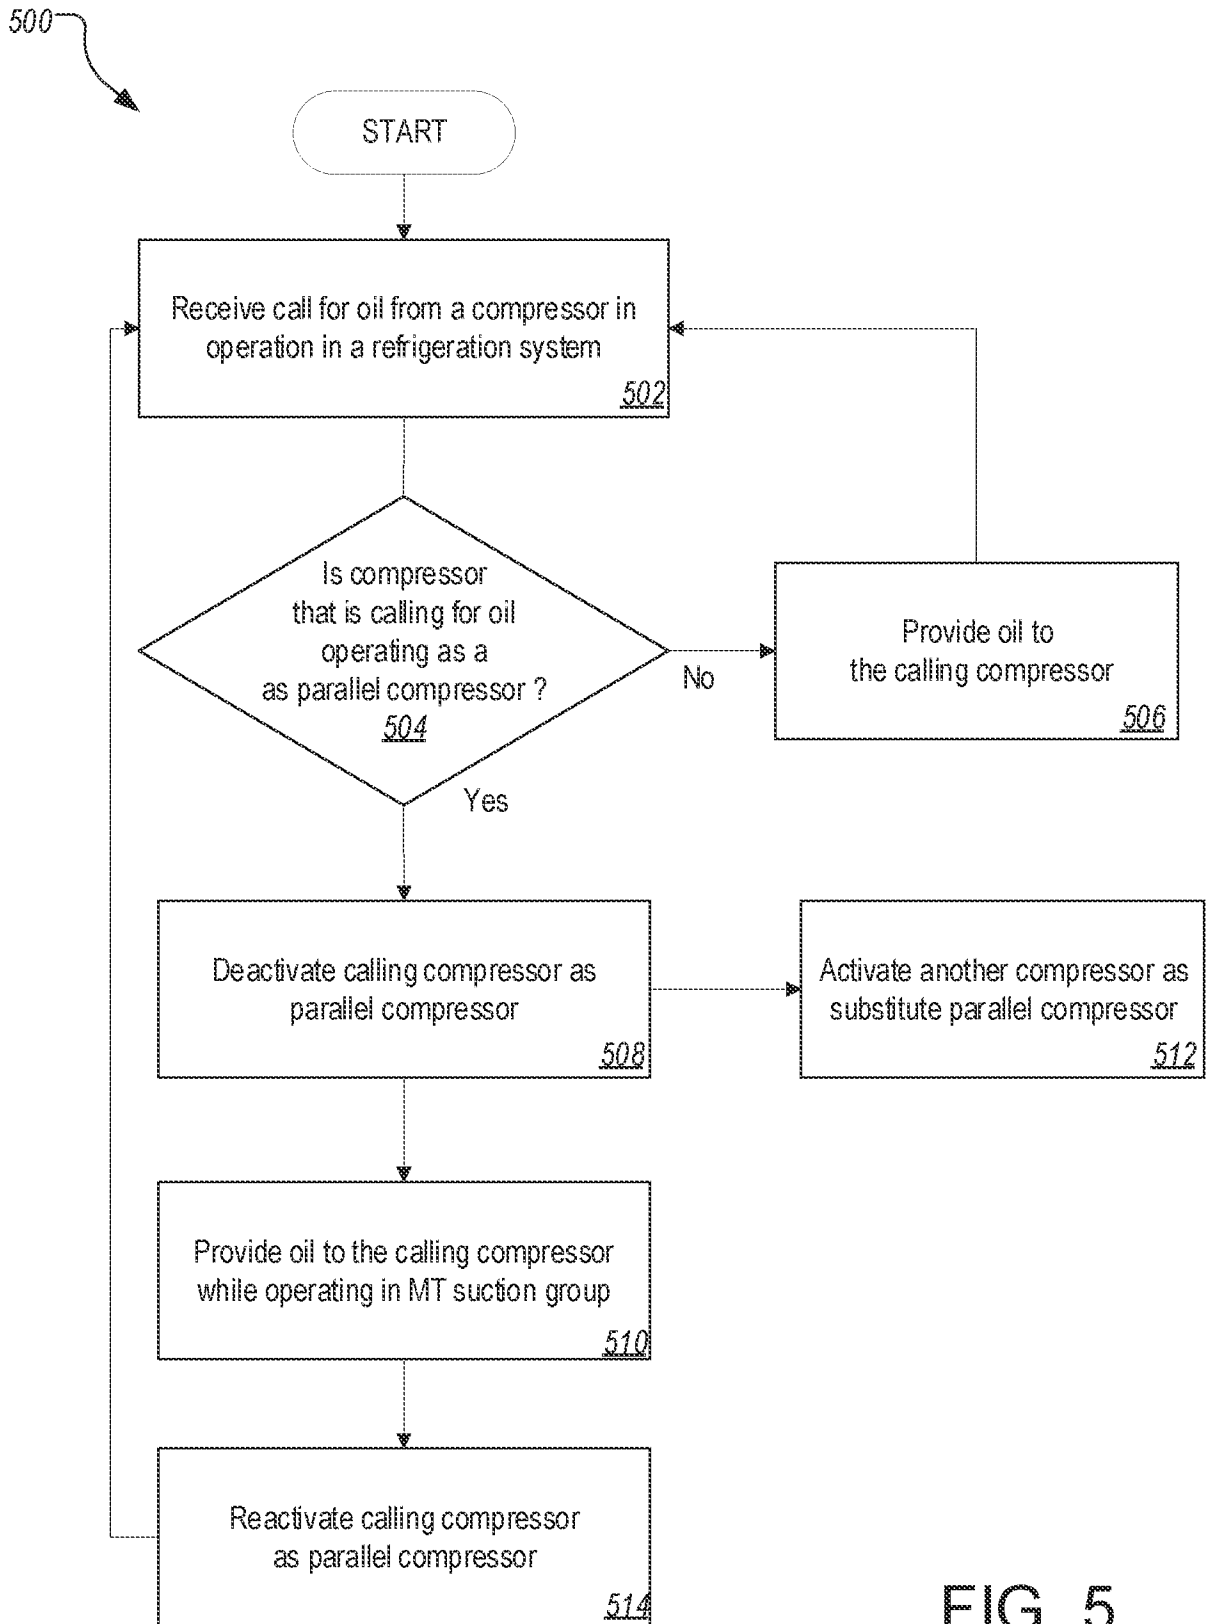 500
START
Receive call for oil from a compressor in
operation in a refrigeration system
502
Is compressor
that is calling for oil
operating as a
as parallel compressor ?
504
No
Provide oil to
the calling compressor
506
Yes
Deactivate calling compressor as
parallel compressor
508
Activate another compressor as
substitute parallel compressor
512
Provide oil to the calling compressor
while operating in MT suction group
510
Reactivate calling compressor
as parallel compressor
514
FIG. 5